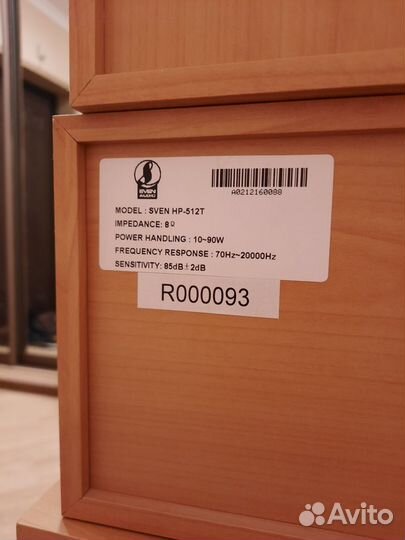 SVEN
AUDIO
A0212160088
MODEL : SVEN HP-512T
IMPEDANCE: 8Ω
POWER HANDLING : 10~90W
FREQUENCY RESPONSE : 70Hz~20000Hz
SENSITIVITY: 85dB ± 2dB
R000093
Avito